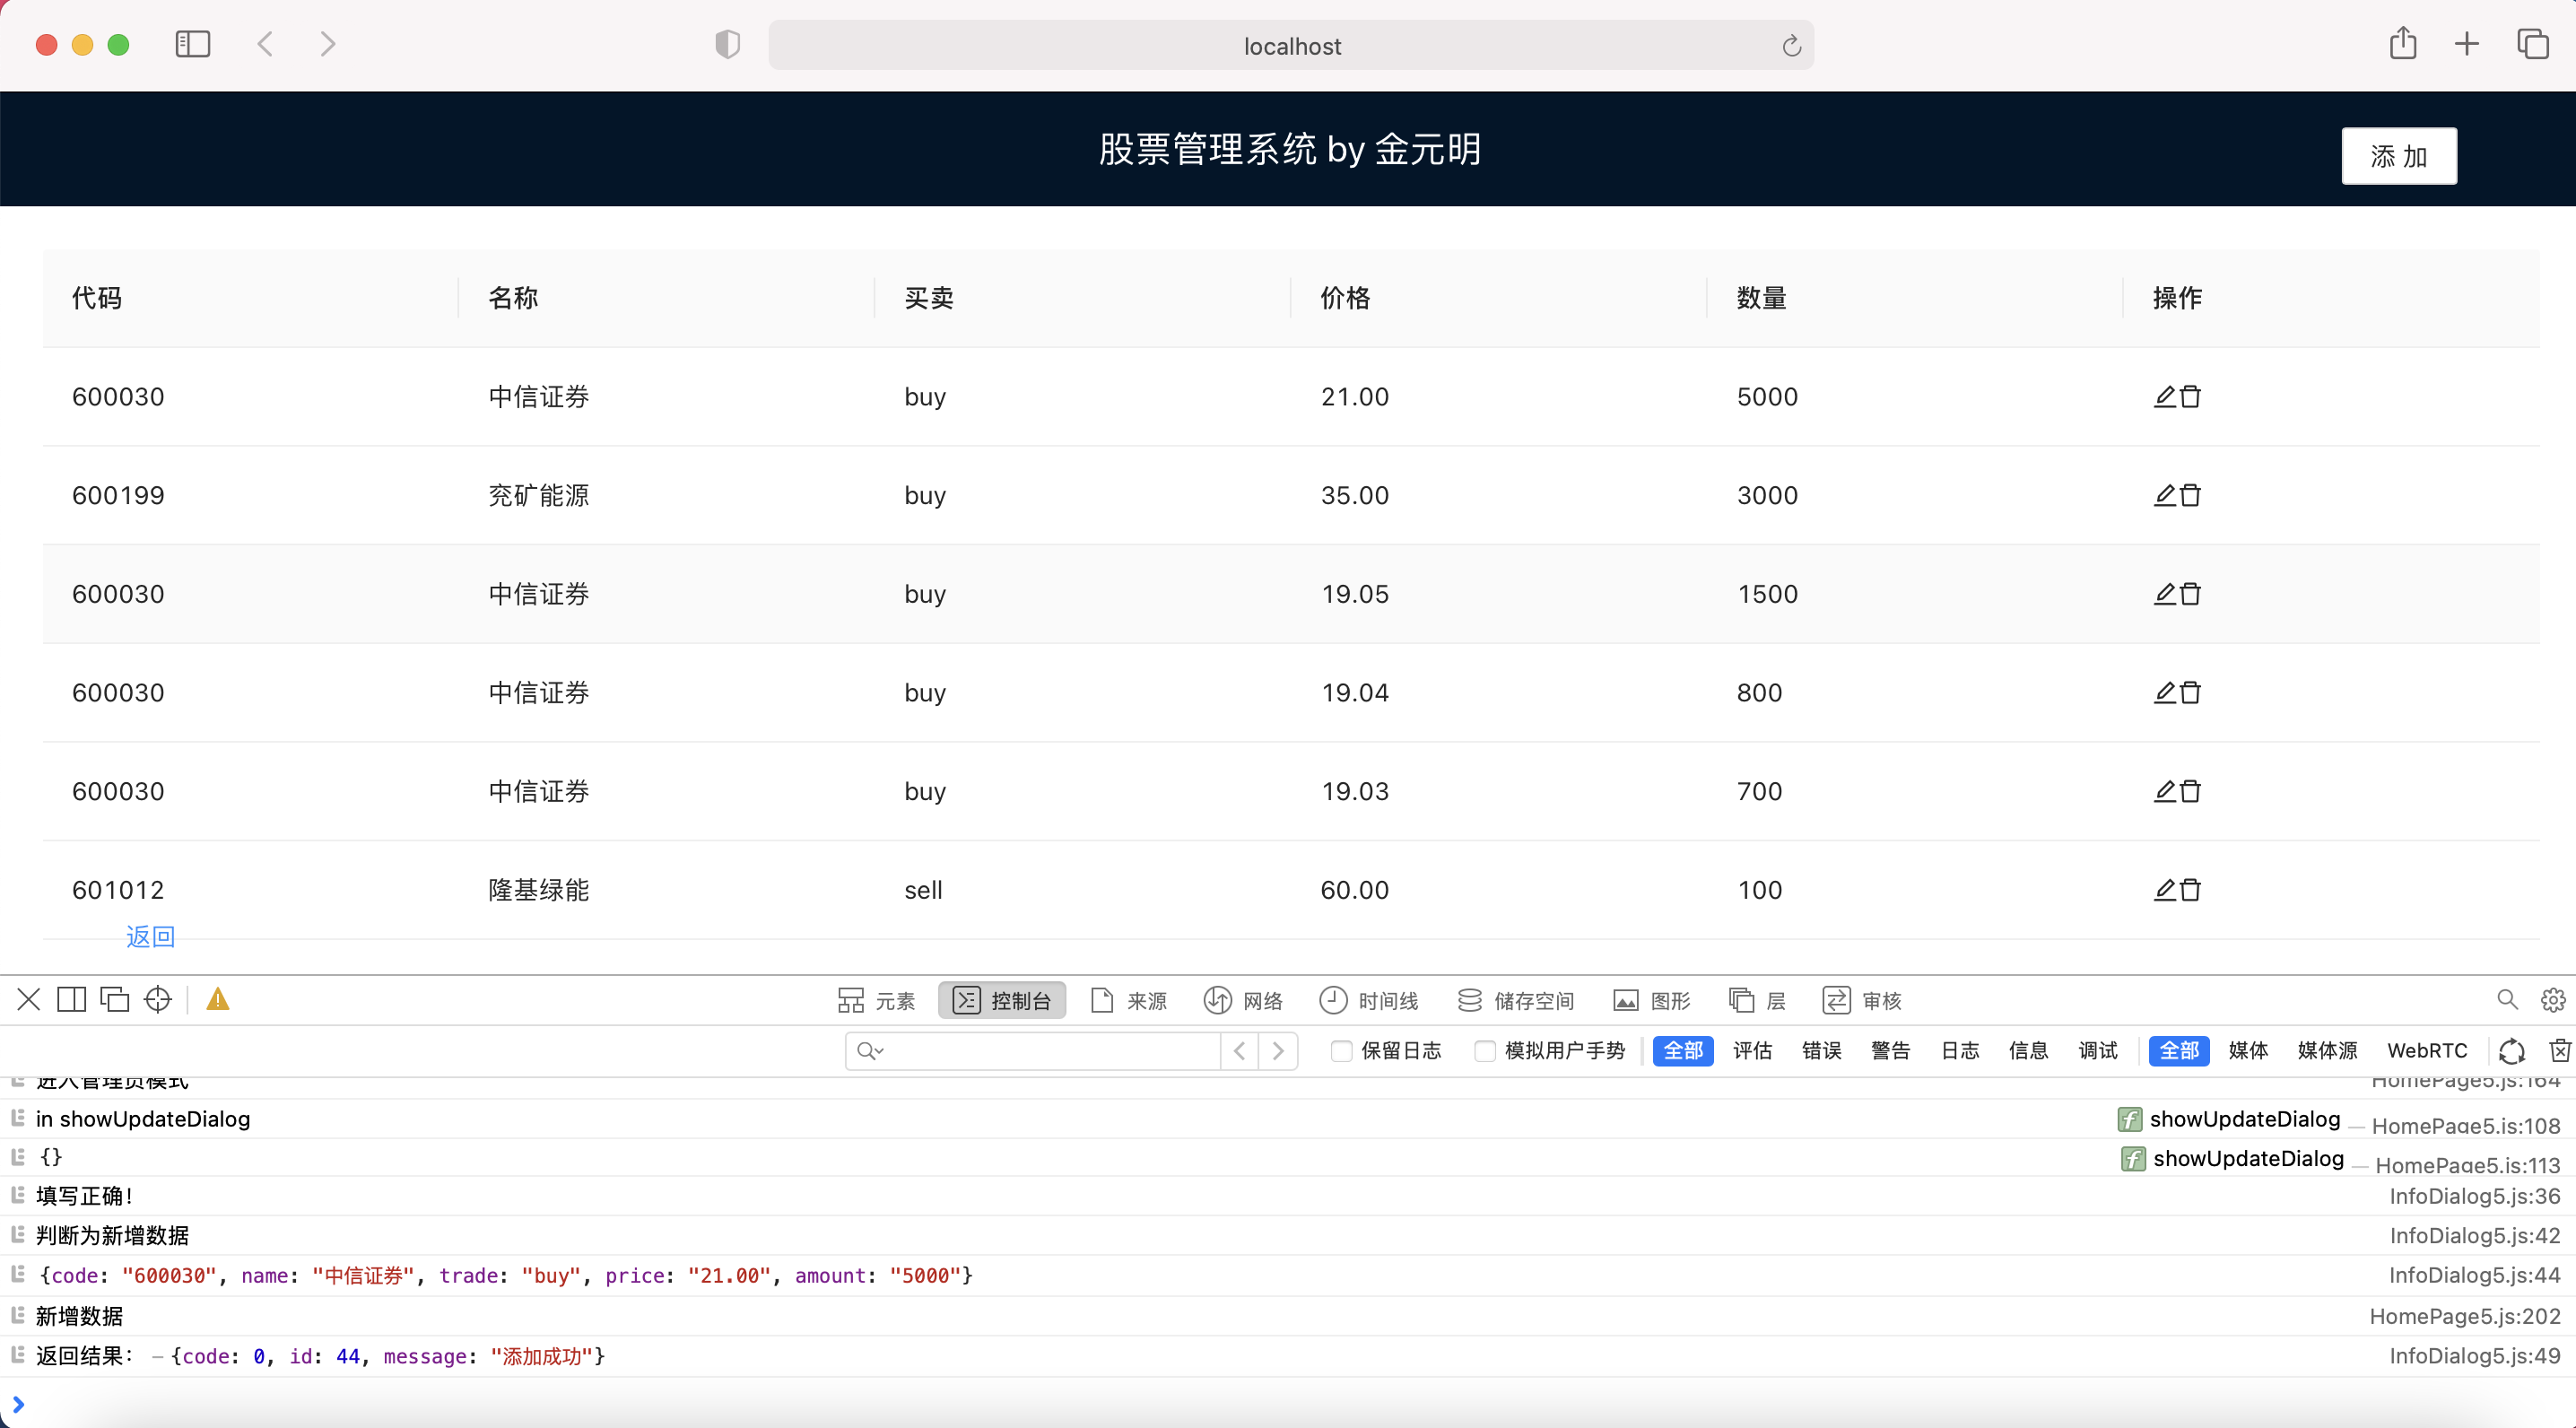 localhost
股票管理系统 by 金元明
添 加
代码 名称 买卖 价格 数量 操作
600030 中信证券 buy 21.00 5000
600199 兖矿能源 buy 35.00 3000
600030 中信证券 buy 19.05 1500
600030 中信证券 buy 19.04 800
600030 中信证券 buy 19.03 700
601012 隆基绿能 sell 60.00 100
返回
元素 控制台 来源 网络 时间线 储存空间 图形 层 审核
保留日志 模拟用户手势 全部 评估 错误 警告 日志 信息 调试 全部 媒体 媒体源 WebRTC
进入管理员模式 HomePage5.js:164
in showUpdateDialog f showUpdateDialog — HomePage5.js:108
{} f showUpdateDialog — HomePage5.js:113
填写正确！ InfoDialog5.js:36
判断为新增数据 InfoDialog5.js:42
{code: "600030", name: "中信证券", trade: "buy", price: "21.00", amount: "5000"} InfoDialog5.js:44
新增数据 HomePage5.js:202
返回结果： – {code: 0, id: 44, message: "添加成功"} InfoDialog5.js:49